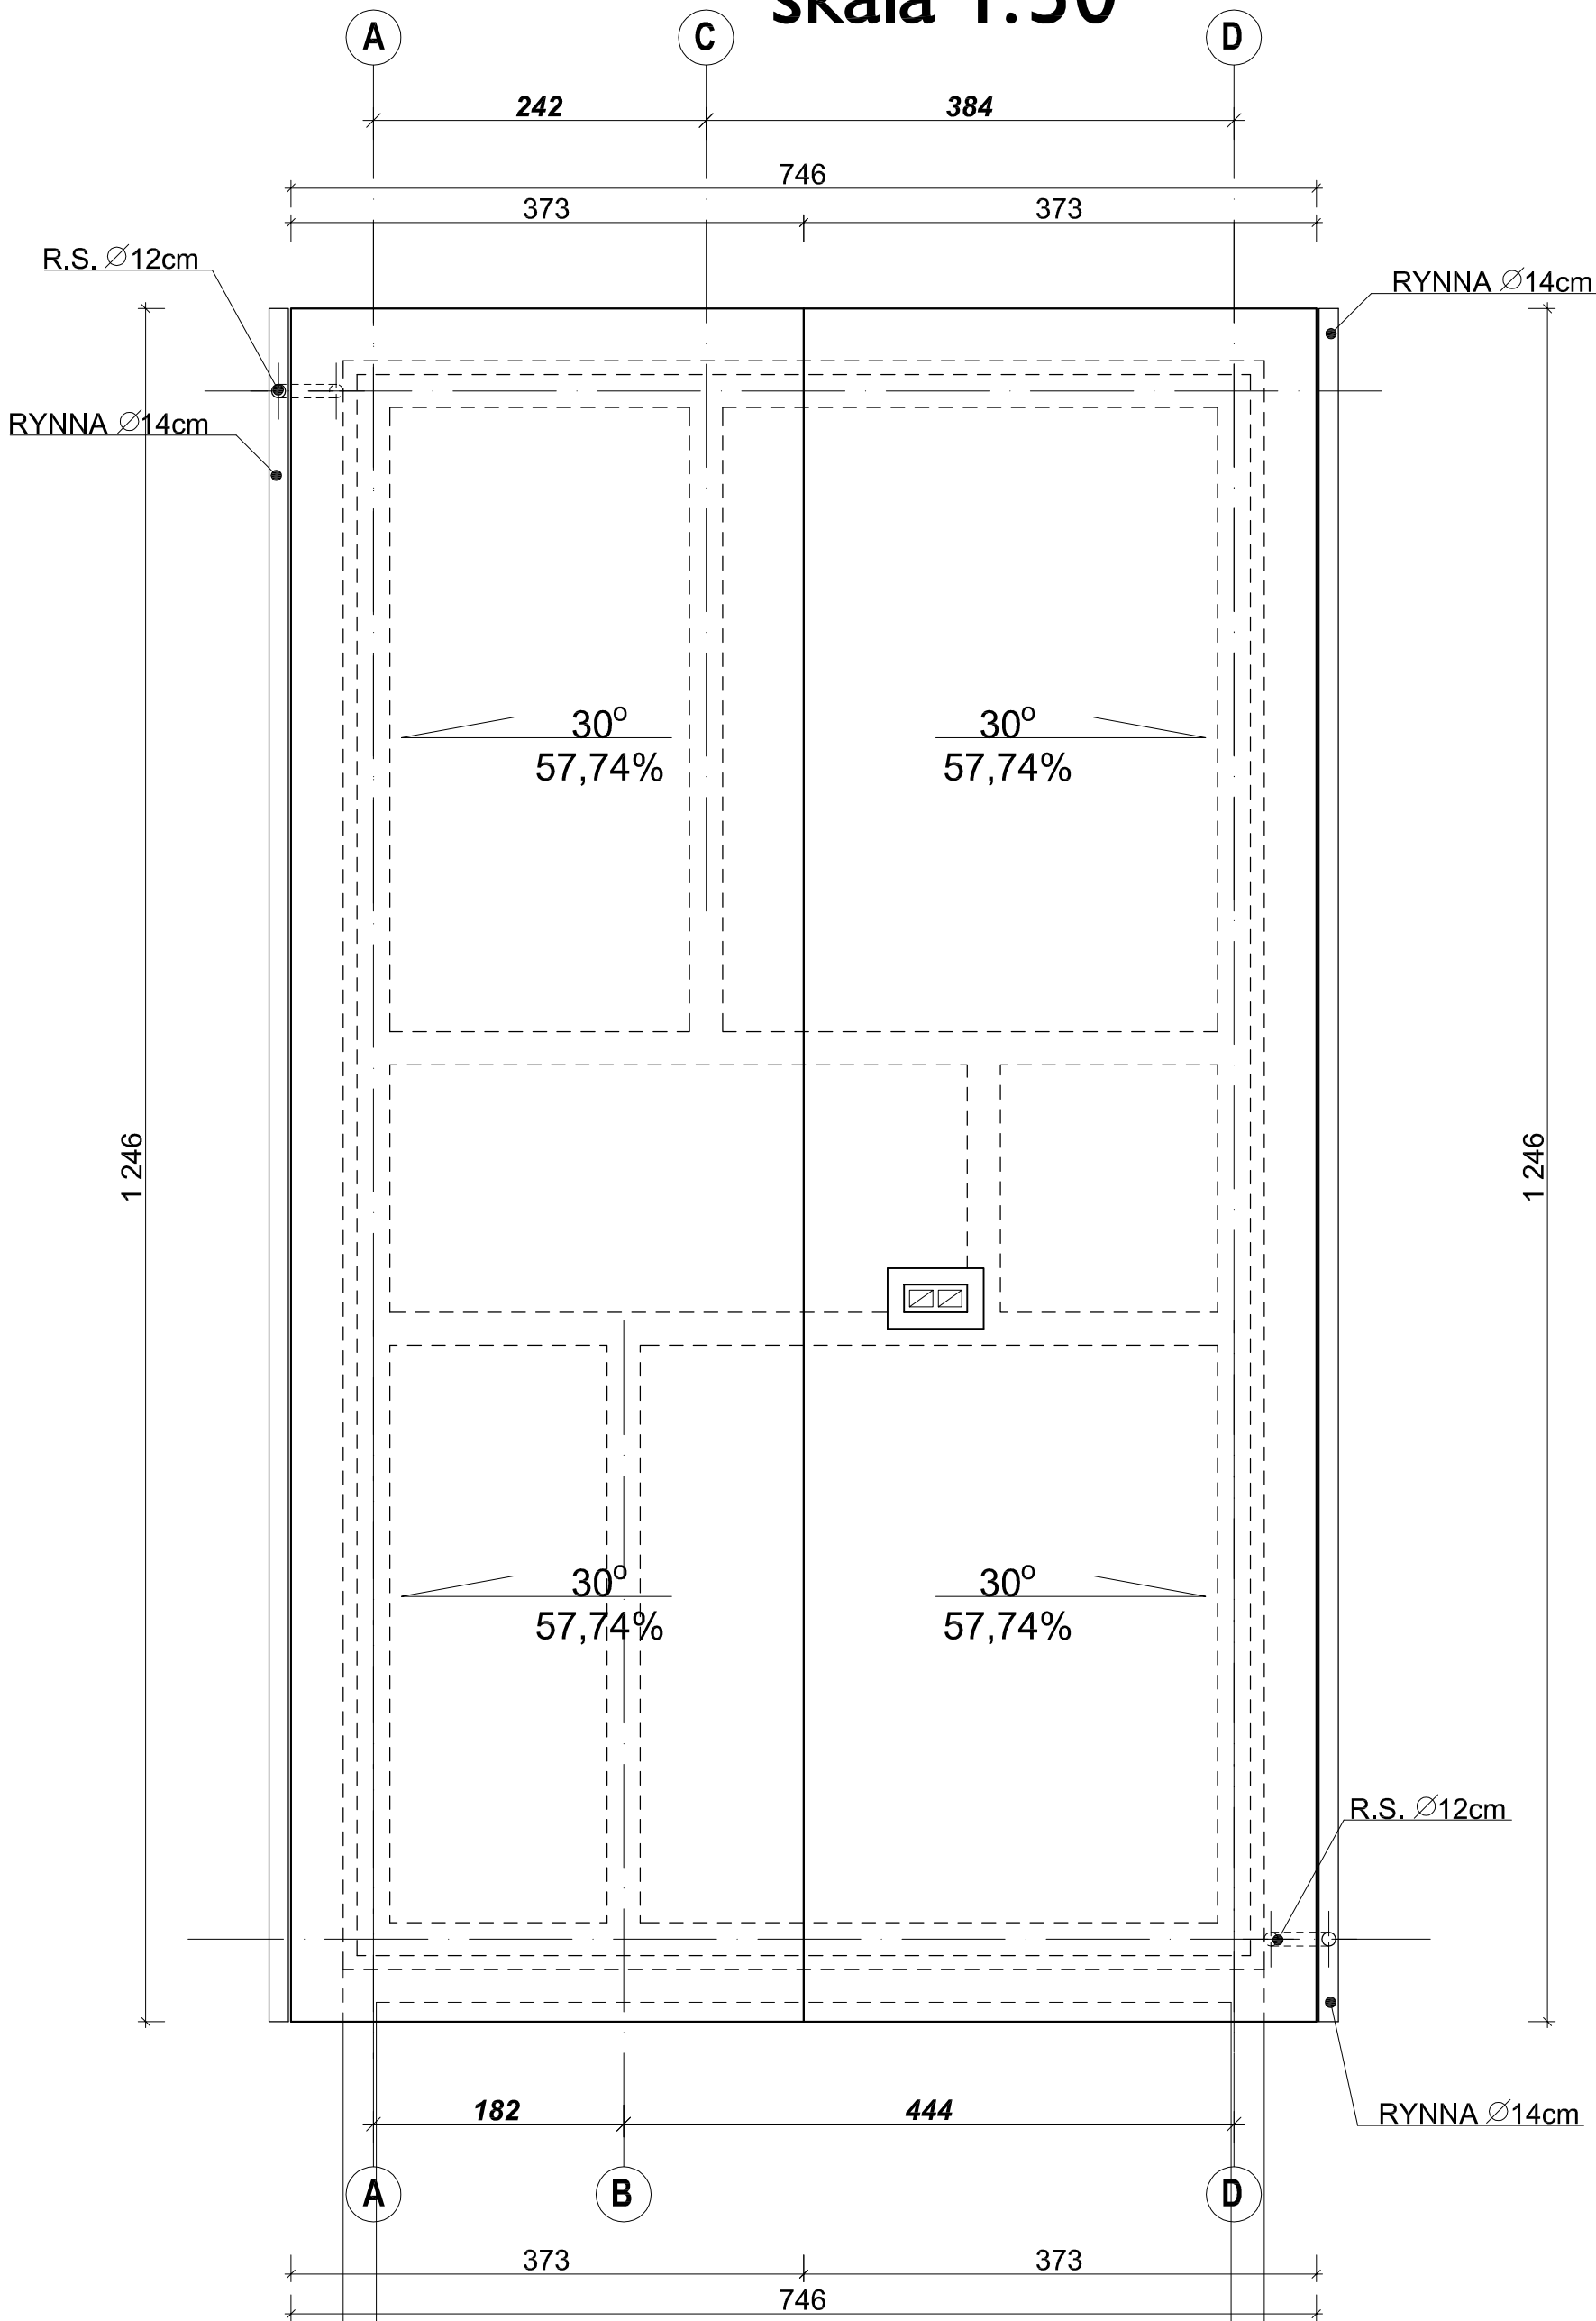 skala 1:50
A C D
242 384
746
373 373
R.S. ∅12cm
RYNNA ∅14cm
RYNNA ∅14cm
30° 30°
57,74% 57,74%
1 246 1 246
30° 30°
57,74% 57,74%
R.S. ∅12cm
182 444
RYNNA ∅14cm
A B D
373 373
746